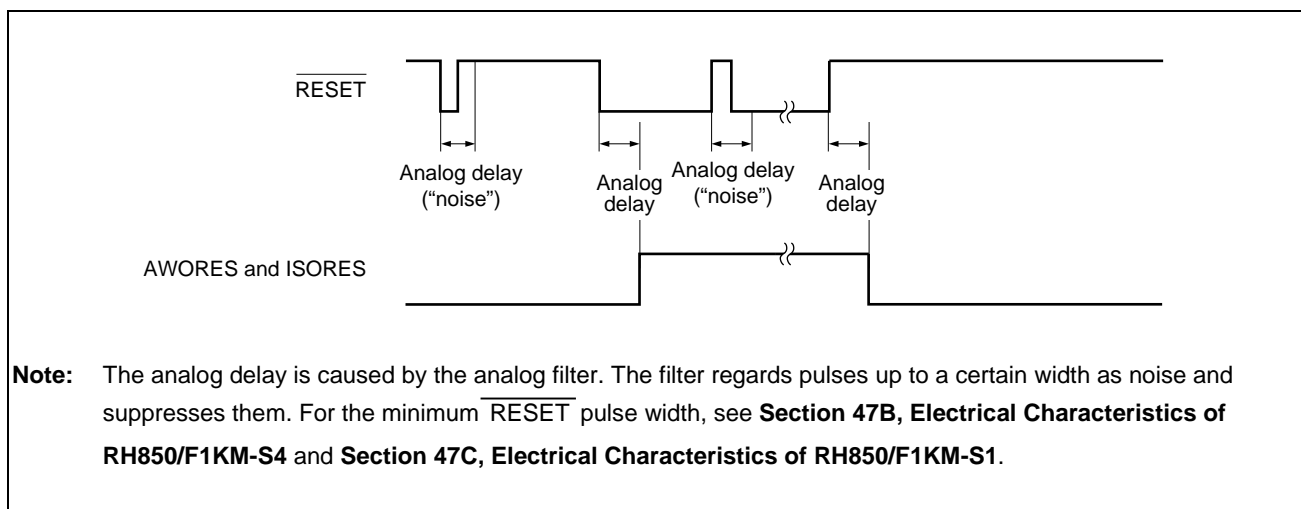 RESET
Analog delay
("noise")
Analog
delay
Analog delay
("noise")
Analog
delay
AWORES and ISORES
Note: The analog delay is caused by the analog filter. The filter regards pulses up to a certain width as noise and
suppresses them. For the minimum RESET pulse width, see Section 47B, Electrical Characteristics of
RH850/F1KM-S4 and Section 47C, Electrical Characteristics of RH850/F1KM-S1.